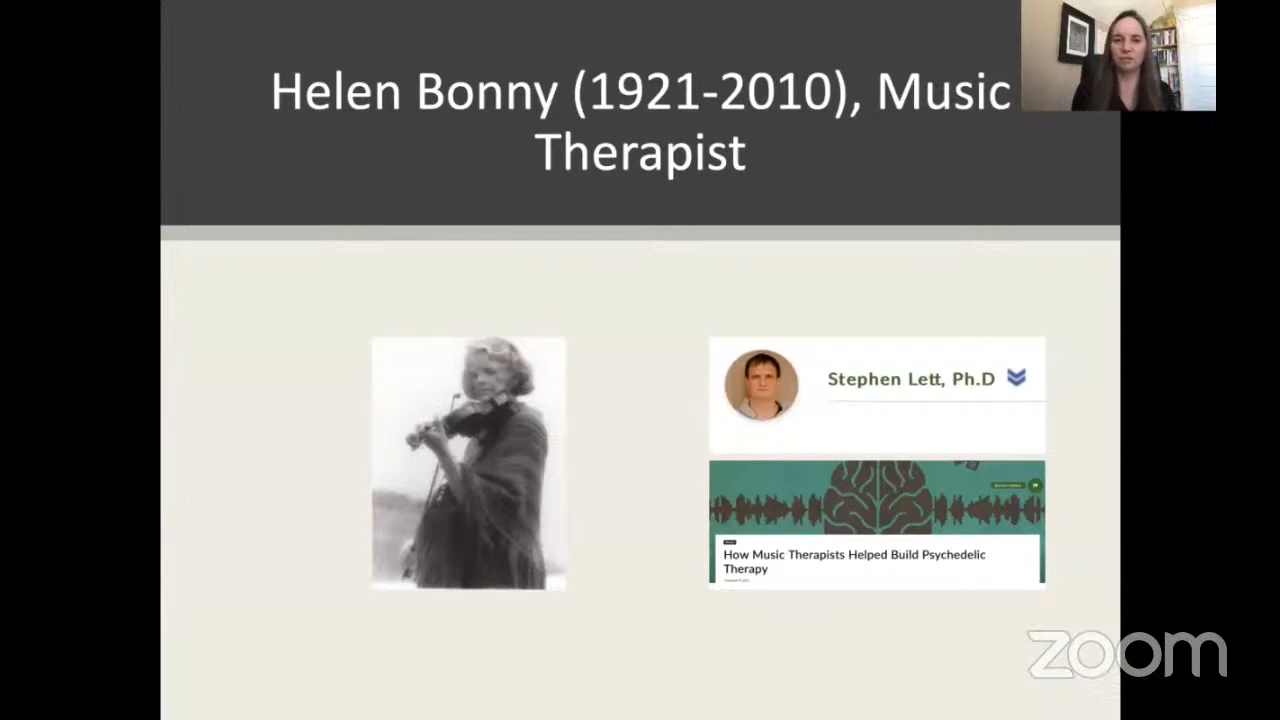 Helen Bonny (1921-2010), Music
Therapist
Stephen Lett, Ph.D
How Music Therapists Helped Build Psychedelic
Therapy
zoom